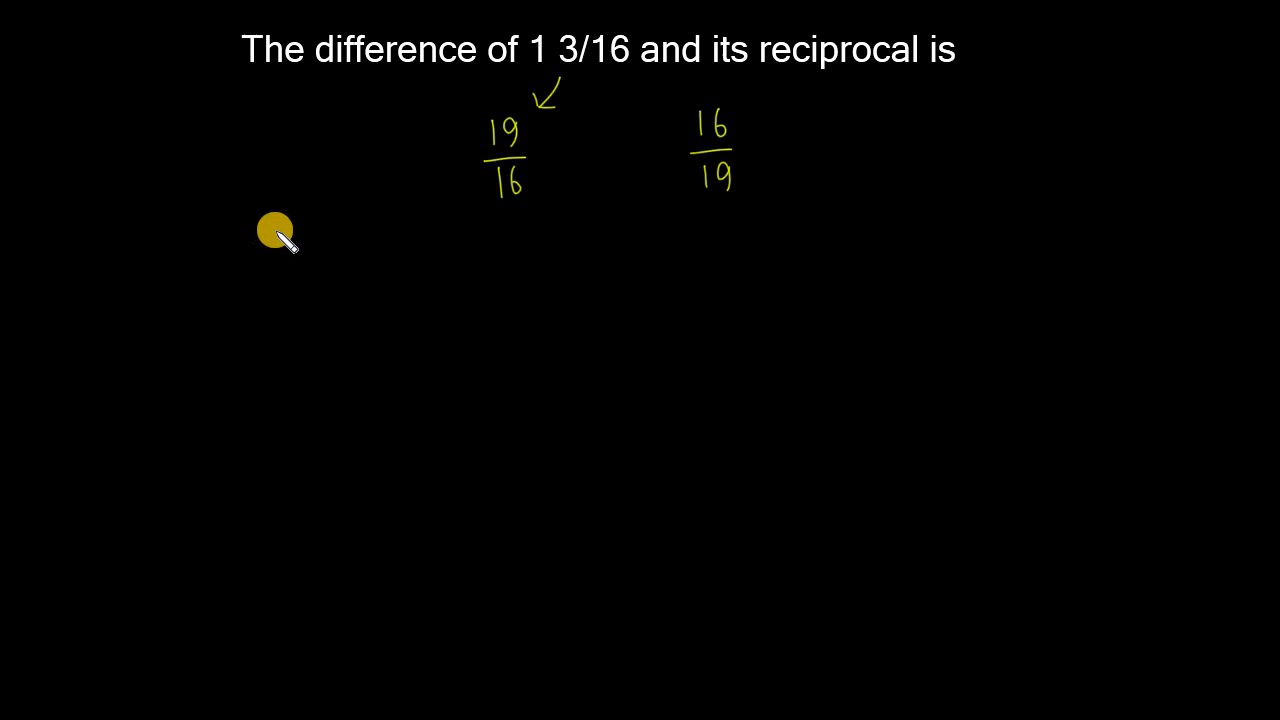 The difference of 1 3/16 and its reciprocal is
19
16
16
19